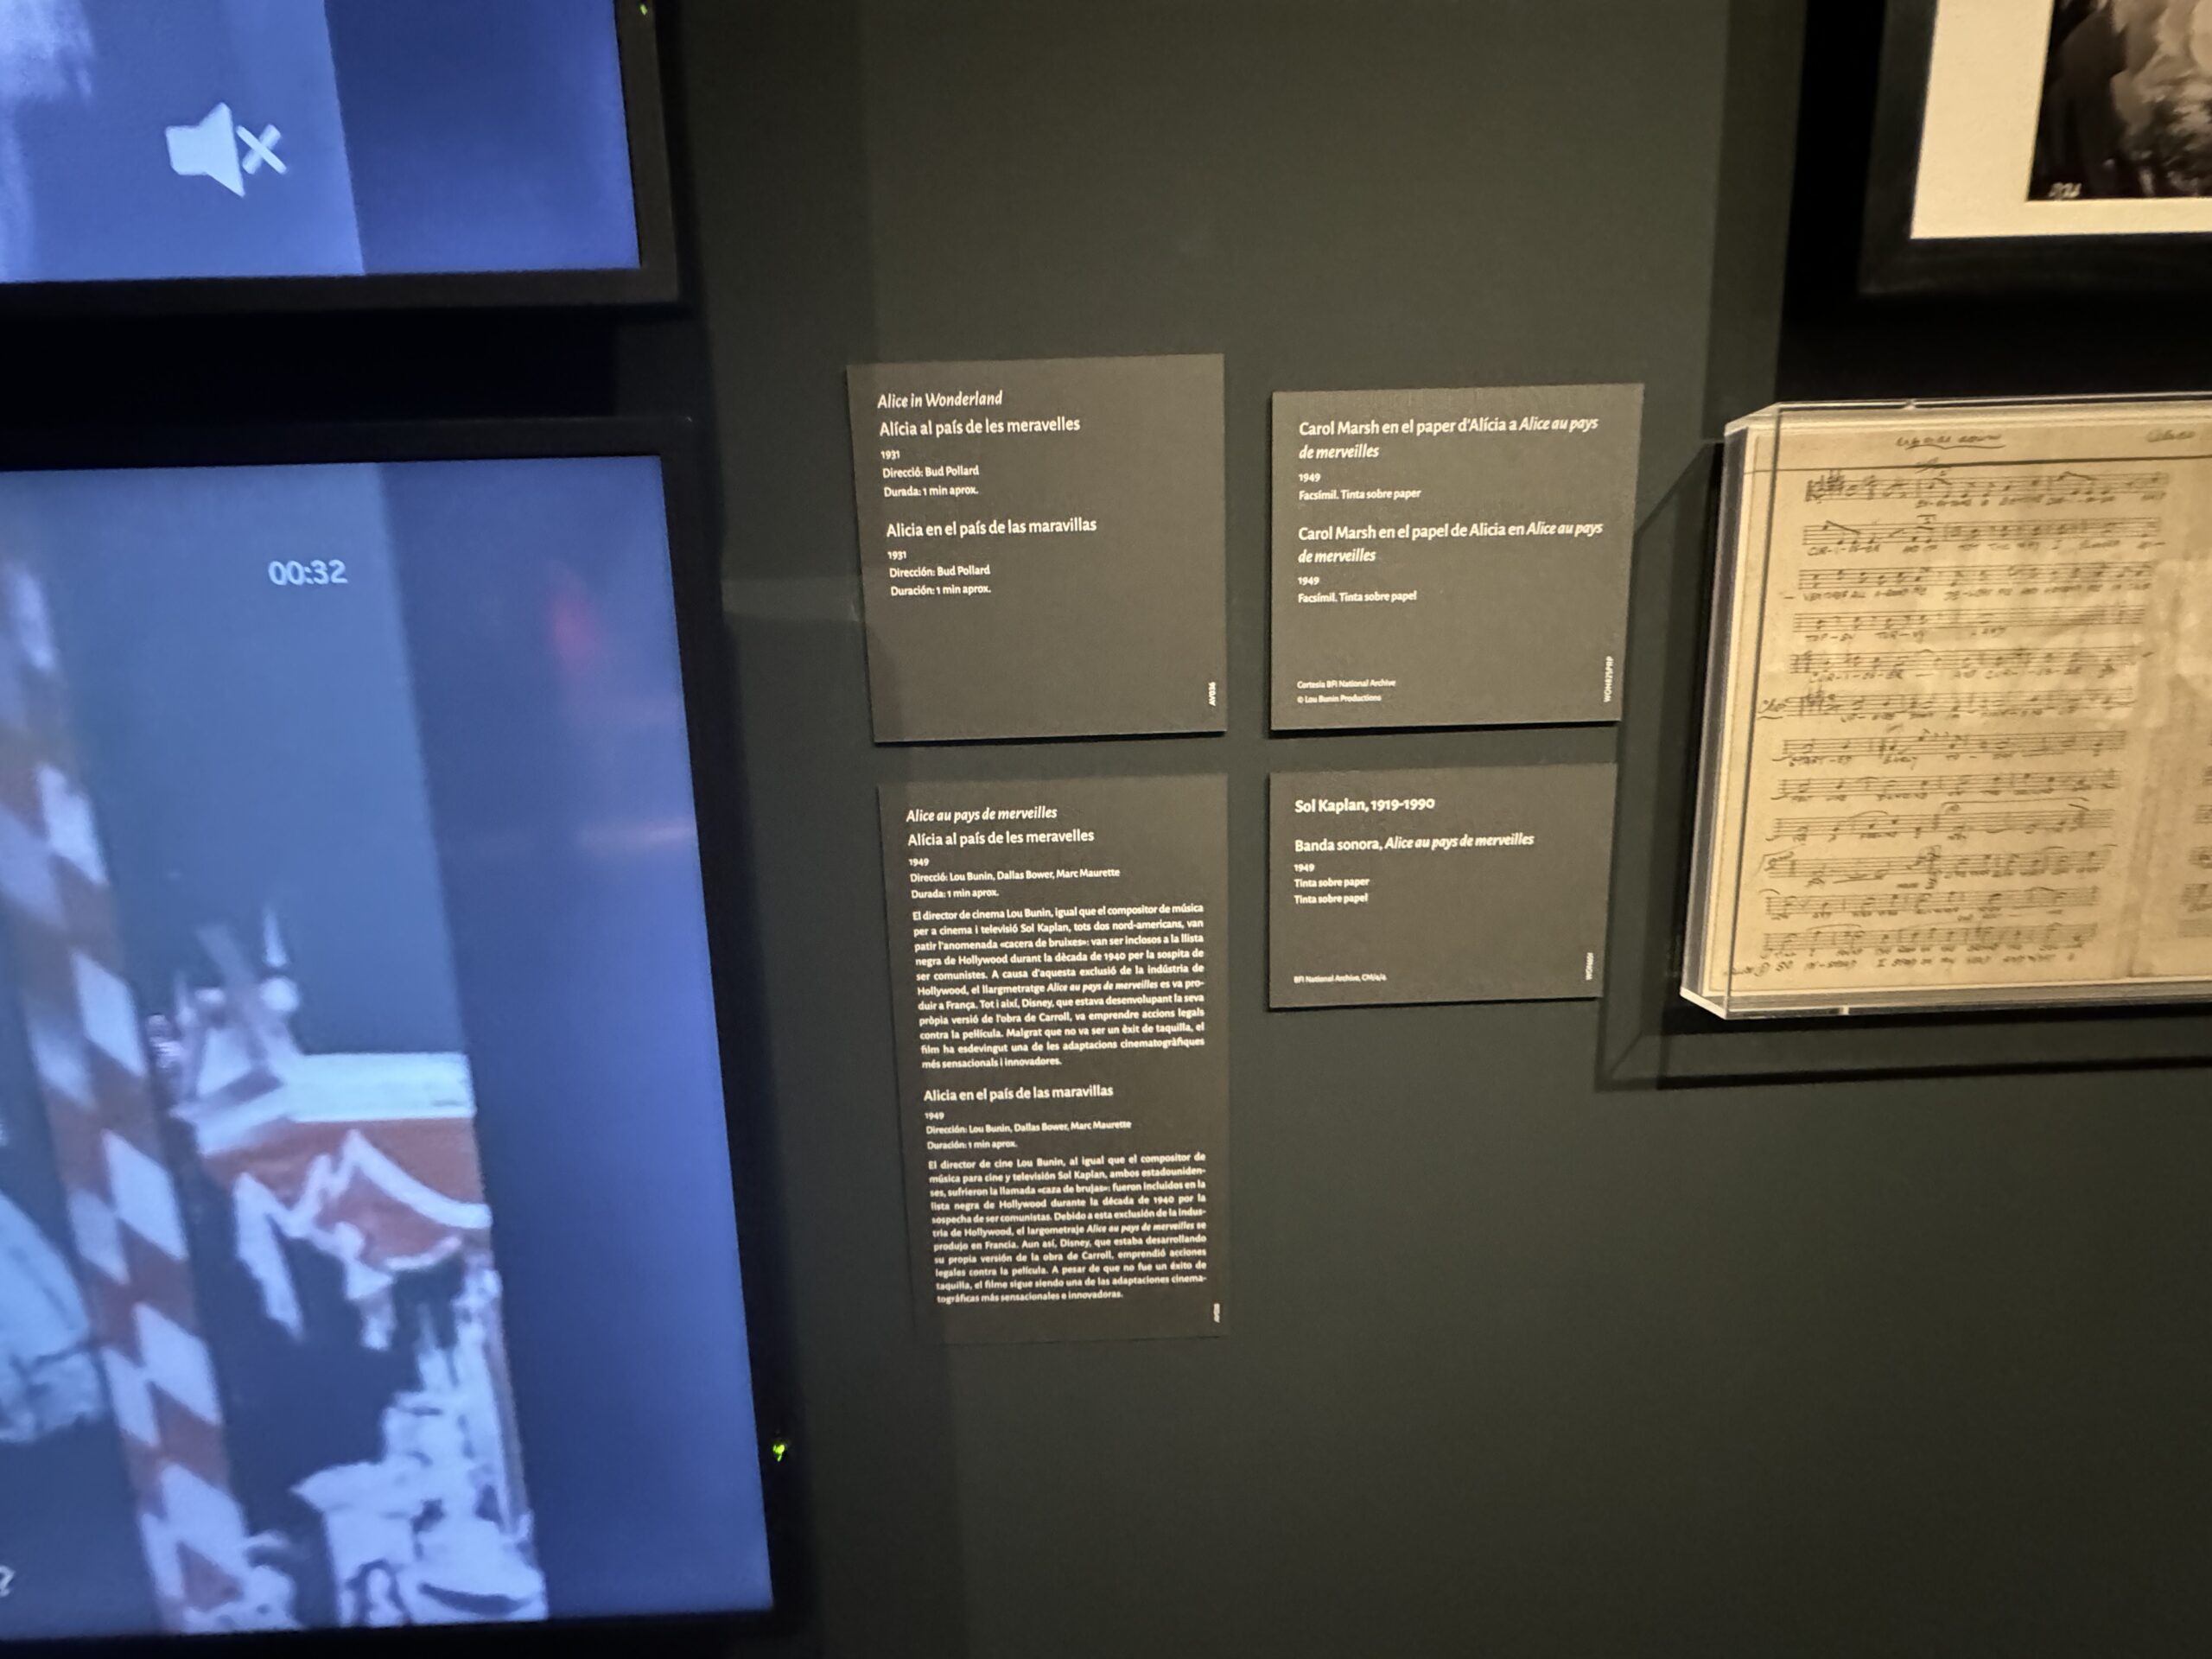 00:32
Alice in Wonderland
Alícia al país de les meravelles
1931
Direcció: Bud Pollard
Durada: 1 min aprox.
Alicia en el país de las maravillas
1931
Dirección: Bud Pollard
Duración: 1 min aprox.
AV036
Carol Marsh en el paper d'Alícia a Alice au pays
de merveilles
1949
Facsímil. Tinta sobre paper
Carol Marsh en el papel de Alicia en Alice au pays
de merveilles
1949
Facsímil. Tinta sobre papel
Cortesia BFI National Archive
© Lou Bunin Productions
Alice au pays de merveilles
Alícia al país de les meravelles
1949
Direcció: Lou Bunin, Dallas Bower, Marc Maurette
Durada: 1 min aprox.
El director de cinema Lou Bunin, igual que el compositor de música
per a cinema i televisió Sol Kaplan, tots dos nord-americans, van
patir l'anomenada «cacera de bruixes»: van ser inclosos a la llista
negra de Hollywood durant la dècada de 1940 per la sospita de
ser comunistes. A causa d'aquesta exclusió de la indústria de
Hollywood, el llargmetratge Alice au pays de merveilles es va pro-
duir a França. Tot i així, Disney, que estava desenvolupant la seva
pròpia versió de l'obra de Carroll, va emprendre accions legals
contra la pel·lícula. Malgrat que no va ser un èxit de taquilla, el
film ha esdevingut una de les adaptacions cinematogràfiques
més sensacionals i innovadores.
Alicia en el país de las maravillas
1949
Dirección: Lou Bunin, Dallas Bower, Marc Maurette
Duración: 1 min aprox.
El director de cine Lou Bunin, al igual que el compositor de
música para cine y televisión Sol Kaplan, ambos estadouniden-
ses, sufrieron la llamada «caza de brujas»: fueron incluidos en la
lista negra de Hollywood durante la década de 1940 por la
sospecha de ser comunistas. Debido a esta exclusión de la indus-
tria de Hollywood, el largometraje Alice au pays de merveilles se
produjo en Francia. Aun así, Disney, que estaba desarrollando
su propia versión de la obra de Carroll, emprendió acciones
legales contra la película. A pesar de que no fue un éxito de
taquilla, el filme sigue siendo una de las adaptaciones cinema-
tográficas más sensacionales e innovadoras.
Sol Kaplan, 1919-1990
Banda sonora, Alice au pays de merveilles
1949
Tinta sobre paper
Tinta sobre papel
BFI National Archive,